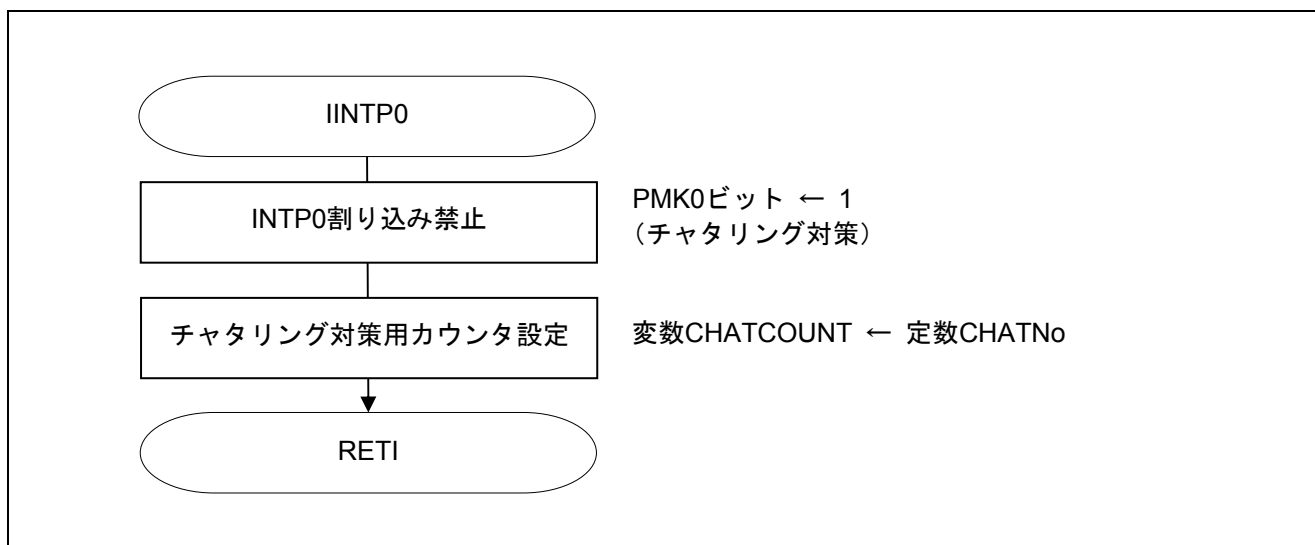 IINTP0
INTP0割り込み禁止
PMK0ビット ← 1
（チャタリング対策）
チャタリング対策用カウンタ設定
変数CHATCOUNT ← 定数CHATNo
RETI